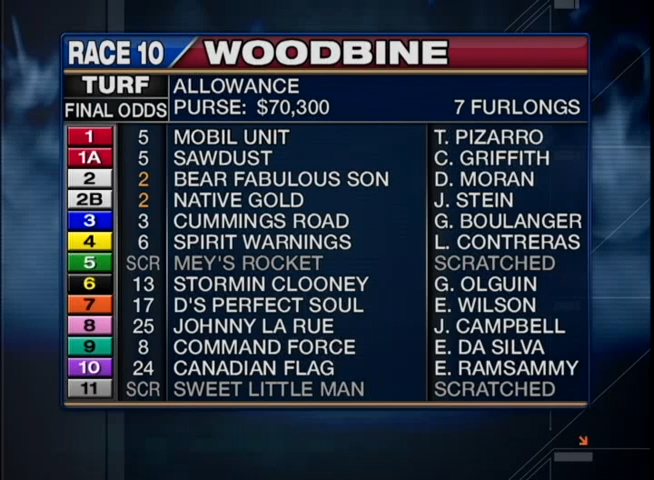 RACE 10 WOODBINE
TURF ALLOWANCE
FINAL ODDS PURSE: $70,300 7 FURLONGS
1 5 MOBIL UNIT T. PIZARRO
1A 5 SAWDUST C. GRIFFITH
2 2 BEAR FABULOUS SON D. MORAN
2B 2 NATIVE GOLD J. STEIN
3 3 CUMMINGS ROAD G. BOULANGER
4 6 SPIRIT WARNINGS L. CONTRERAS
5 SCR MEY'S ROCKET SCRATCHED
6 13 STORMIN CLOONEY G. OLGUIN
7 17 D'S PERFECT SOUL E. WILSON
8 25 JOHNNY LA RUE J. CAMPBELL
9 8 COMMAND FORCE E. DA SILVA
10 24 CANADIAN FLAG E. RAMSAMMY
11 SCR SWEET LITTLE MAN SCRATCHED